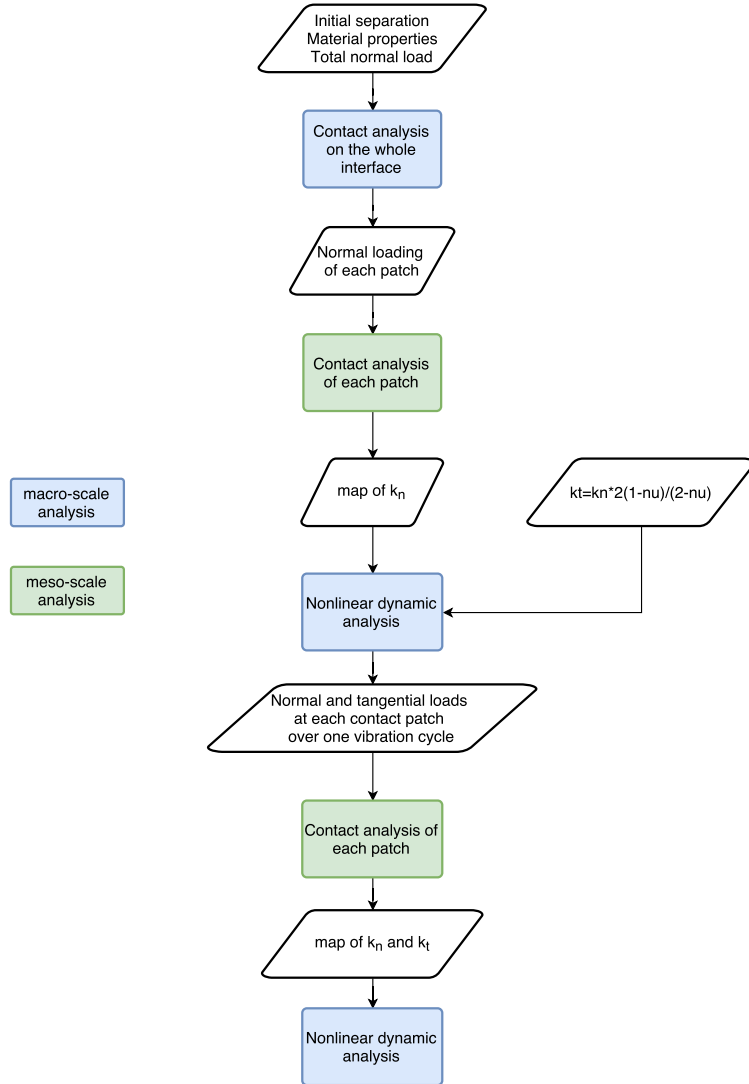 Initial separation
Material properties
Total normal load
Contact analysis
on the whole
interface
Normal loading
of each patch
Contact analysis
of each patch
macro-scale
analysis
meso-scale
analysis
map of kn
kt=kn*2(1-nu)/(2-nu)
Nonlinear dynamic
analysis
Normal and tangential loads
at each contact patch
over one vibration cycle
Contact analysis of
each patch
map of kn and kt
Nonlinear dynamic
analysis